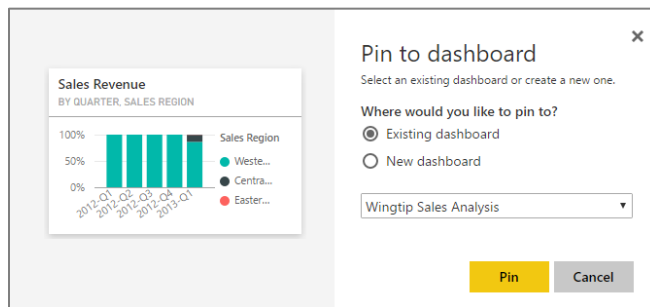 Sales Revenue
BY QUARTER, SALES REGION
100%
50%
0%
2012-Q1
2012-Q2
2012-Q3
2012-Q4
2013-Q1
Sales Region
Weste...
Centra...
Easter...
Pin to dashboard
Select an existing dashboard or create a new one.
Where would you like to pin to?
Existing dashboard
New dashboard
Wingtip Sales Analysis
Pin
Cancel